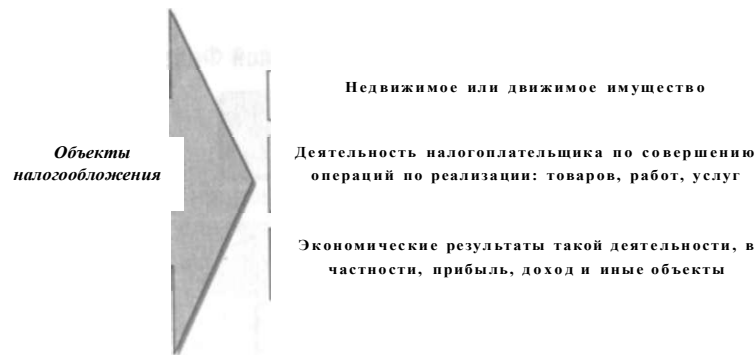 Объекты
налогообложения
Недвижимое или движимое имущество
Деятельность налогоплательщика по совершению
операций по реализации: товаров, работ, услуг
Экономические результаты такой деятельности, в
частности, прибыль, доход и иные объекты